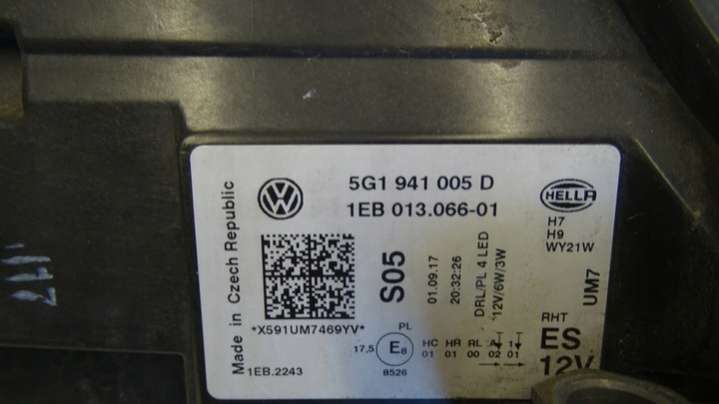 5G1 941 005 D
1EB 013.066-01
HELLA
H7
H9
WY21W
Made in Czech Republic
*X591UM7469YV*
S05
01.09.17
20:32:26
DRL/PL 4 LED
12V/6W/3W
UM7
RHT
ES
12V
PL
17,5 E8
8526
HC HR RL A 1
01 01 00 02 01
1EB.2243